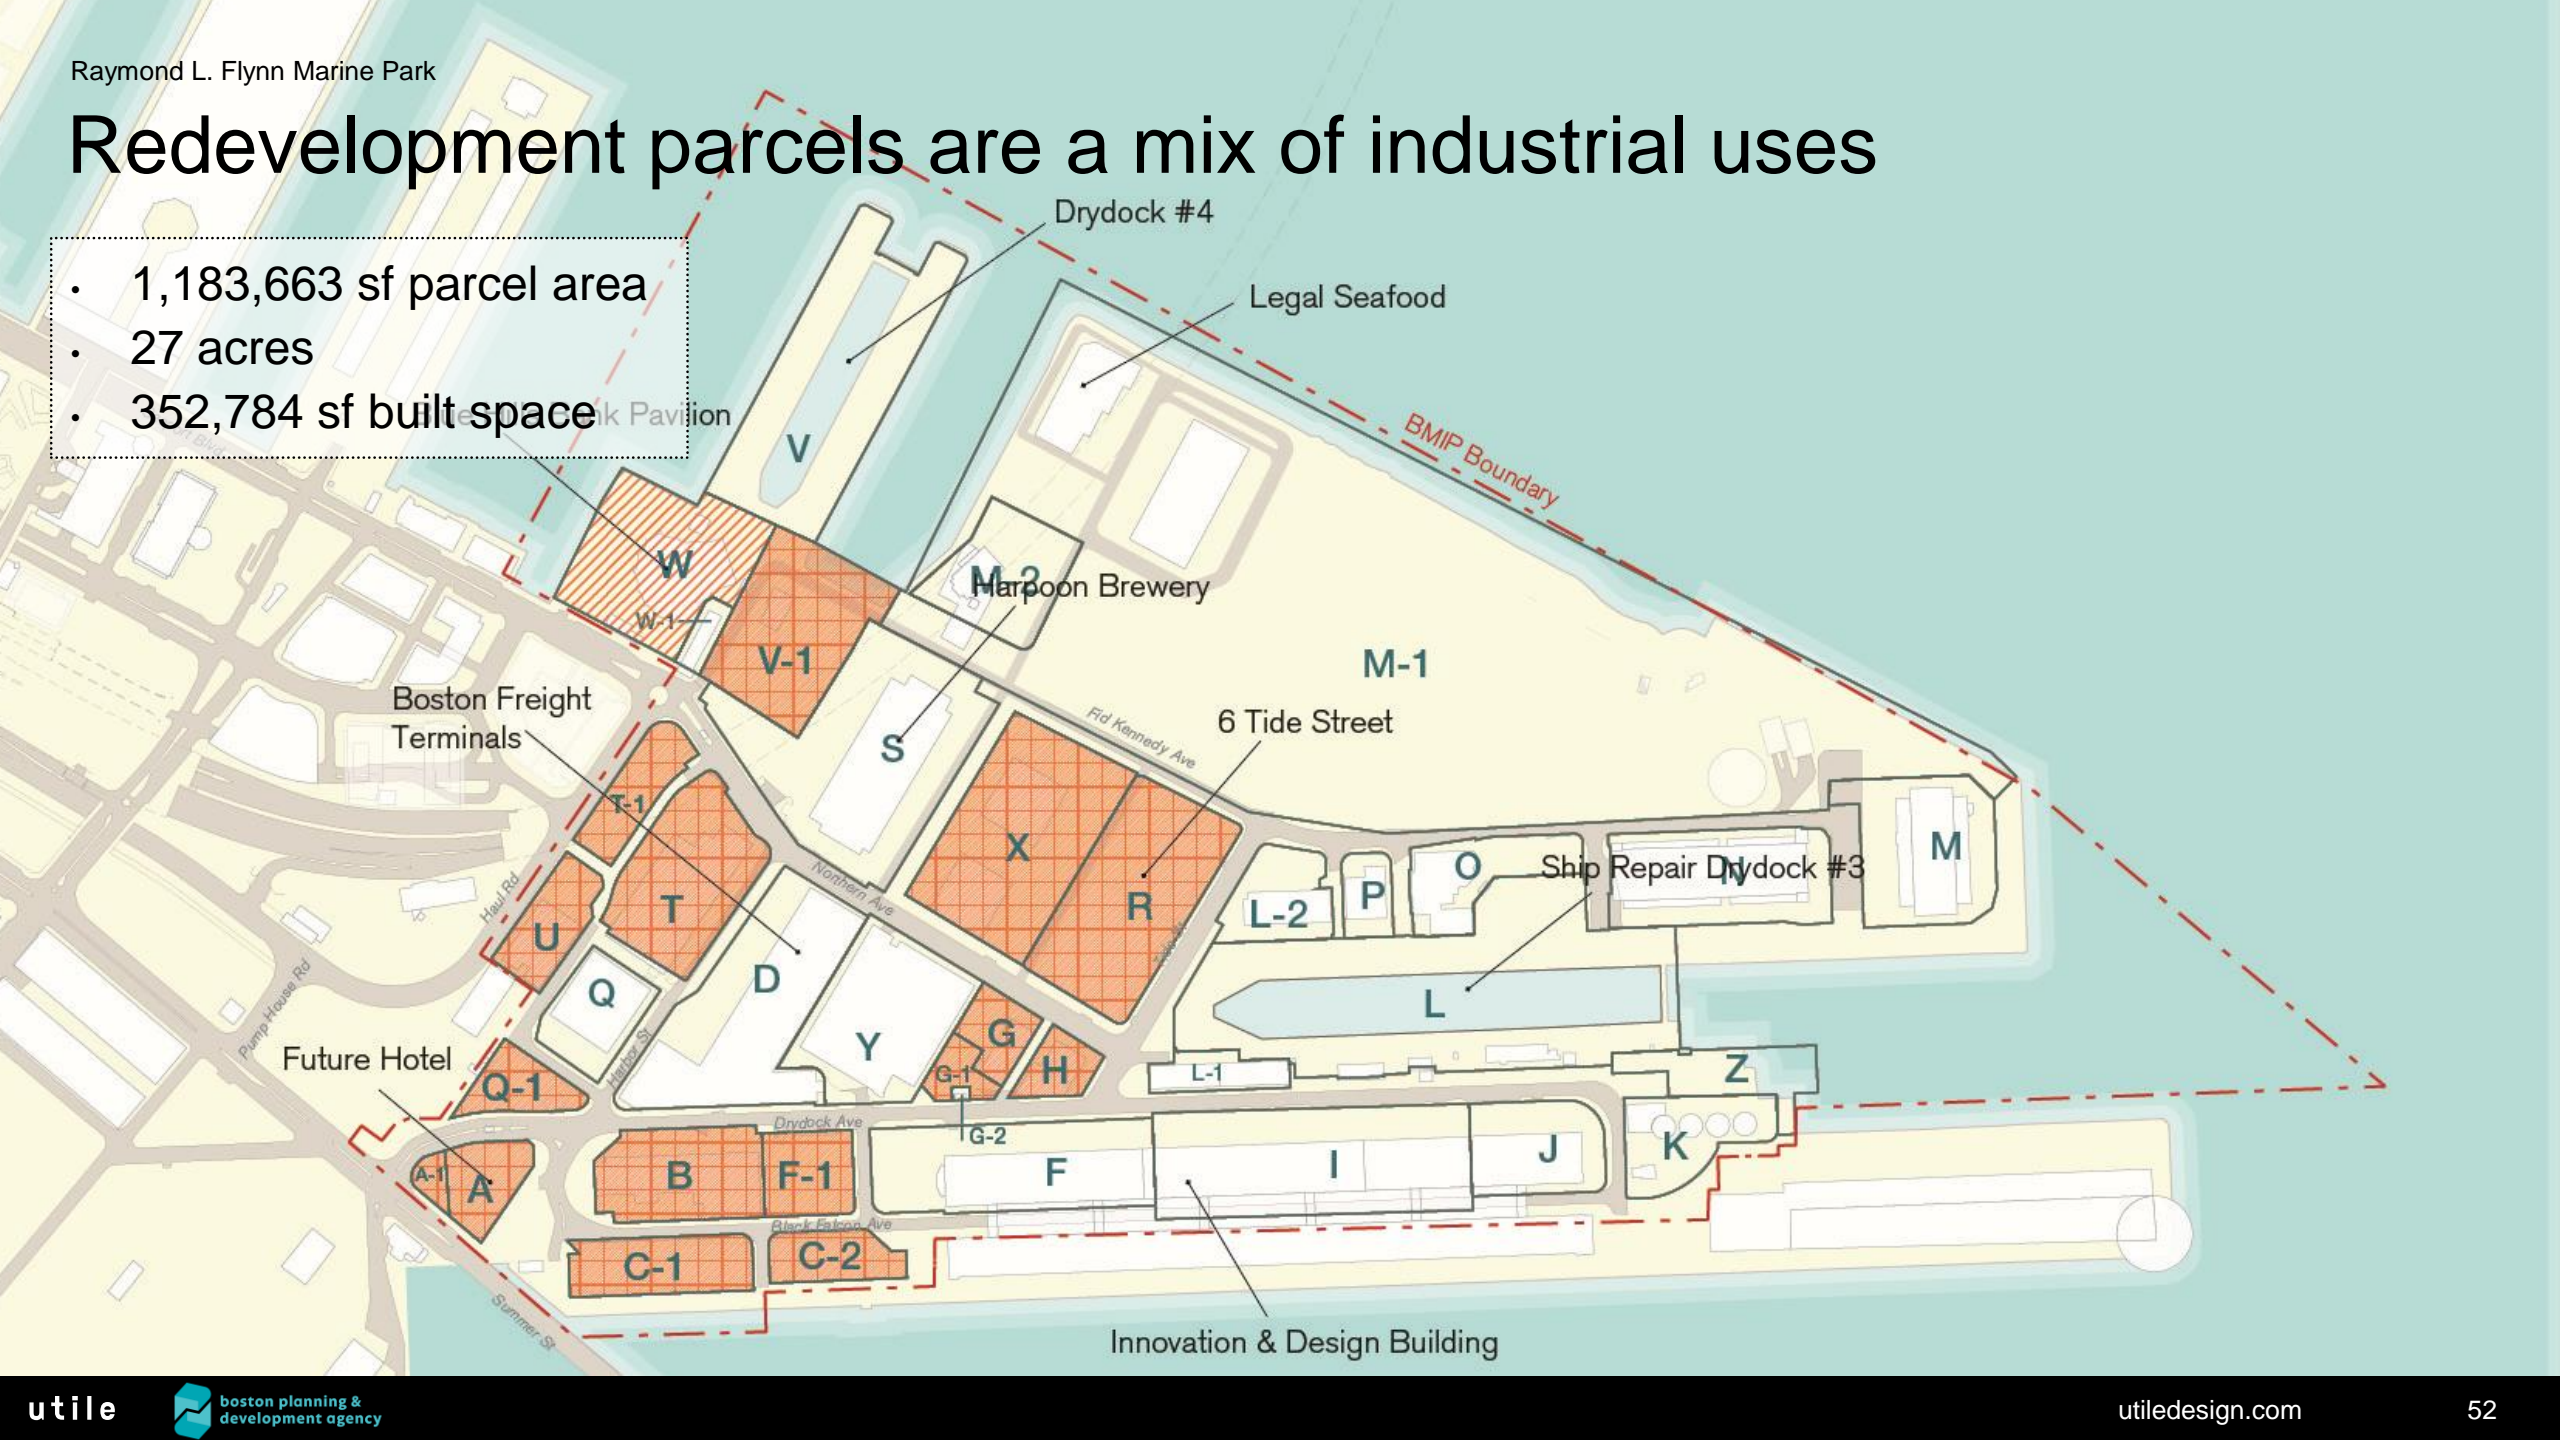 Raymond L. Flynn Marine Park
Redevelopment parcels are a mix of industrial uses
• 1,183,663 sf parcel area
• 27 acres
• 352,784 sf built space
Blue Hills Bank Pavilion
Drydock #4
Legal Seafood
BMIP Boundary
V
W
W-1
V-1
M-2
Harpoon Brewery
M-1
Boston Freight
Terminals
S
6 Tide Street
Fid Kennedy Ave
T-1
X
R
T
U
Haul Rd
Northern Ave
L-2
P
O
Ship Repair Drydock #3
N
M
Q
D
Y
L
Pump House Rd
Harbor St
Future Hotel
Q-1
G
G-1
H
L-1
Z
Drydock Ave
G-2
A-1
A
B
F-1
F
I
J
K
Black Falcon Ave
C-1
C-2
Summer St
Innovation & Design Building
utile
boston planning &
development agency
utiledesign.com
52